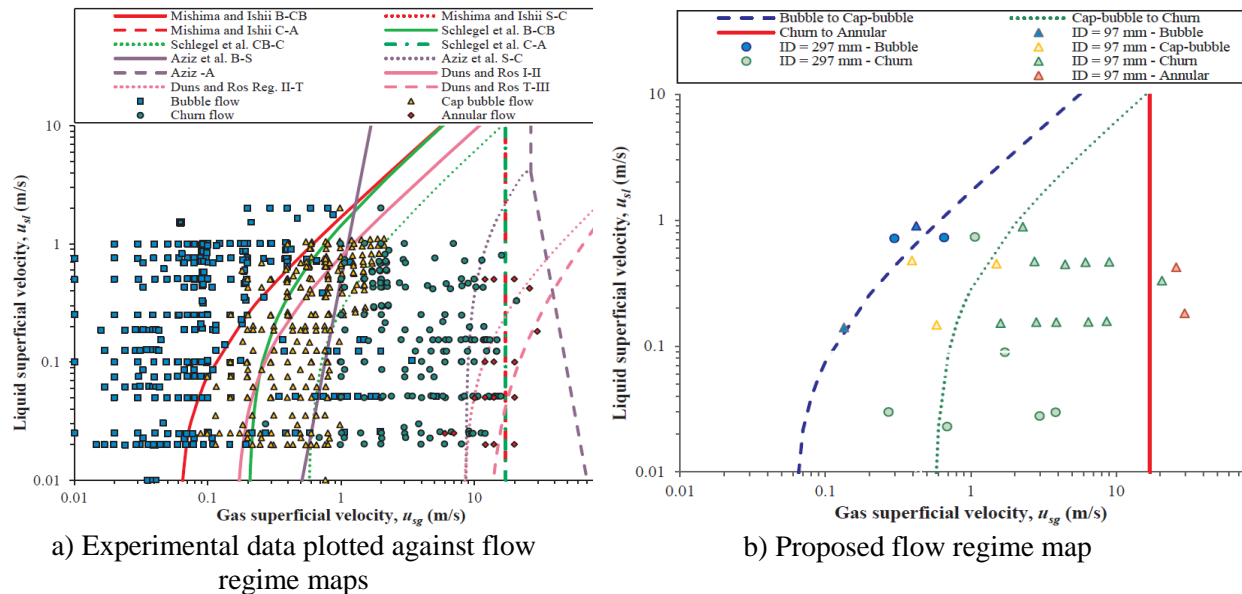 Mishima and Ishii B-CB
Mishima and Ishii S-C
Mishima and Ishii C-A
Schlegel et al. B-CB
Schlegel et al. CB-C
Schlegel et al. C-A
Aziz et al. B-S
Aziz et al. S-C
Aziz -A
Duns and Ros I-II
Duns and Ros Reg. II-T
Duns and Ros T-III
Bubble flow
Cap bubble flow
Churn flow
Annular flow
10
1
0.1
0.01
Liquid superficial velocity, usl (m/s)
0.01
0.1
1
10
Gas superficial velocity, usg (m/s)
a) Experimental data plotted against flow
regime maps
Bubble to Cap-bubble
Cap-bubble to Churn
Churn to Annular
ID = 97 mm - Bubble
ID = 297 mm - Bubble
ID = 97 mm - Cap-bubble
ID = 297 mm - Churn
ID = 97 mm - Churn
ID = 97 mm - Annular
10
1
0.1
0.01
Liquid superficial velocity, usl (m/s)
0.01
0.1
1
10
Gas superficial velocity, usg (m/s)
b) Proposed flow regime map